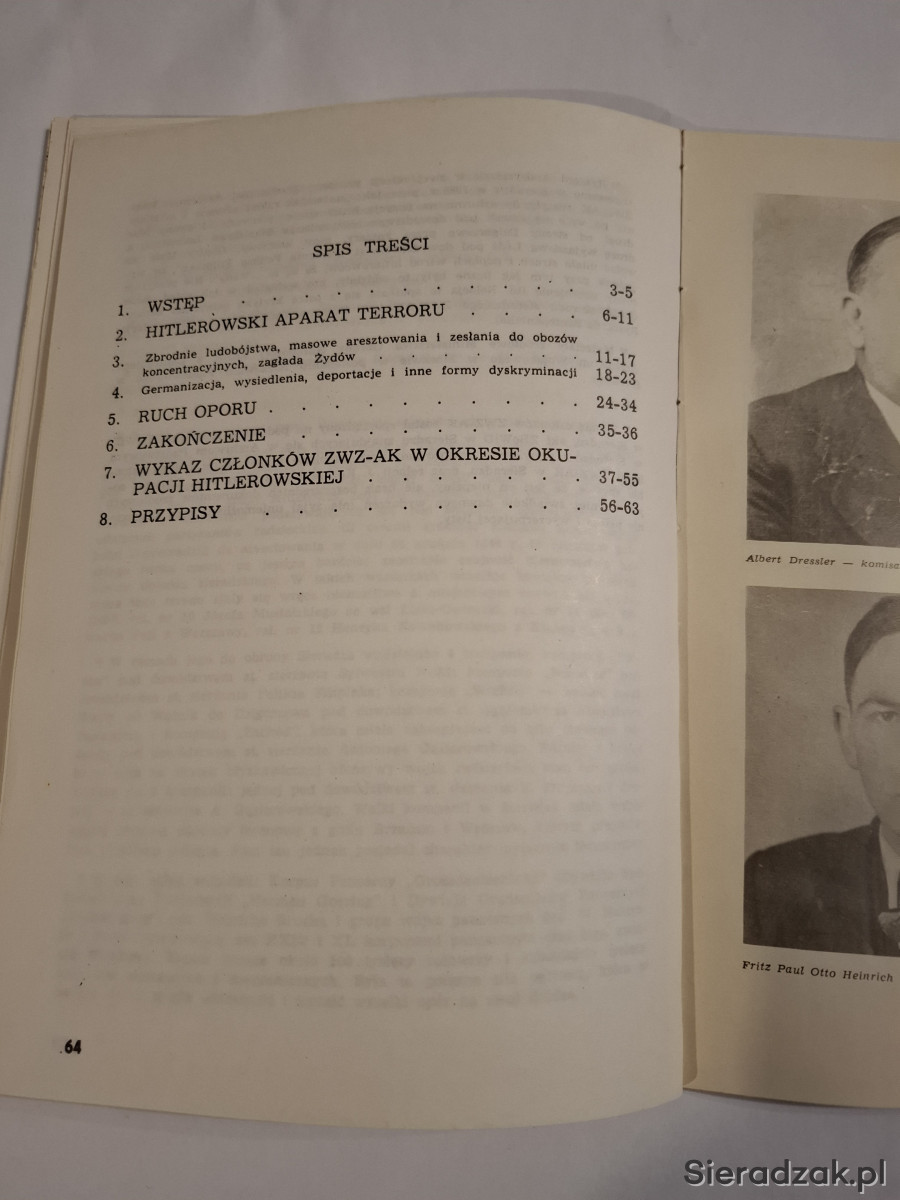 SPIS TREŚCI
1. WSTĘP . . . . . . . . . . 3-5
2. HITLEROWSKI APARAT TERRORU . . . . 6-11
3. Zbrodnie ludobójstwa, masowe aresztowania i zesłania do obozów
koncentracyjnych, zagłada Żydów . . . . . . . 11-17
4. Germanizacja, wysiedlenia, deportacje i inne formy dyskryminacji 18-23
5. RUCH OPORU . . . . . . . . . 24-34
6. ZAKOŃCZENIE . . . . . . . . 35-36
7. WYKAZ CZŁONKÓW ZWZ-AK W OKRESIE OKU-
PACJI HITLEROWSKIEJ . . . . . . 37-55
8. PRZYPISY . . . . . . . . . 56-63
64
Albert Dressler —
Fritz Paul Otto Heinrich
Sieradzak.pl